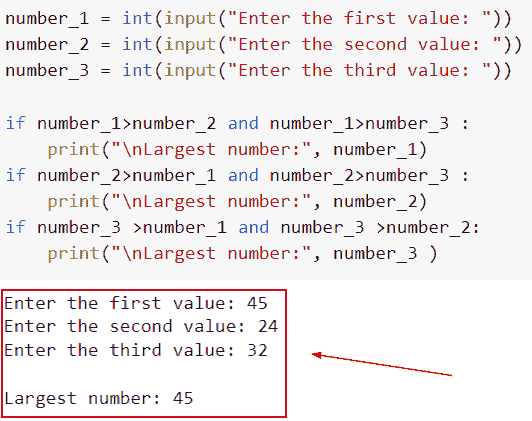 number_1 = int(input("Enter the first value: "))
number_2 = int(input("Enter the second value: "))
number_3 = int(input("Enter the third value: "))

if number_1>number_2 and number_1>number_3 :
    print("\nLargest number:", number_1)
if number_2>number_1 and number_2>number_3 :
    print("\nLargest number:", number_2)
if number_3 >number_1 and number_3 >number_2:
    print("\nLargest number:", number_3 )
Enter the first value: 45
Enter the second value: 24
Enter the third value: 32

Largest number: 45